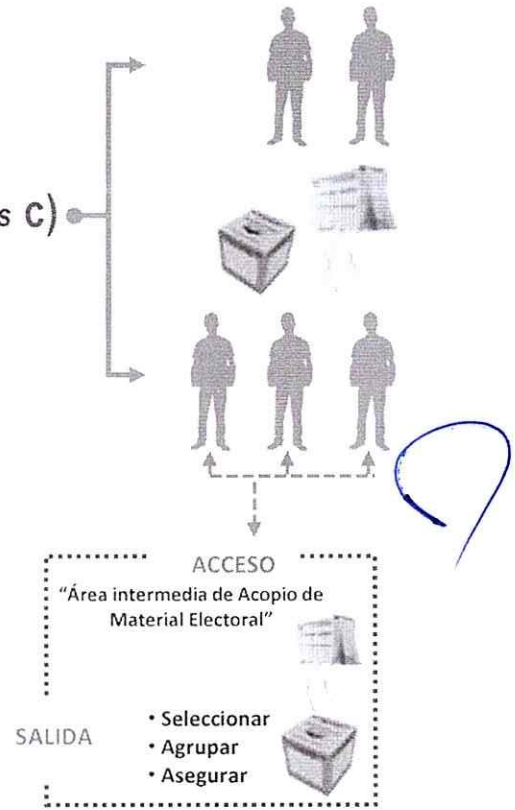 s C)
ACCESO
“Área intermedia de Acopio de
Material Electoral”
SALIDA
• Seleccionar
• Agrupar
• Asegurar